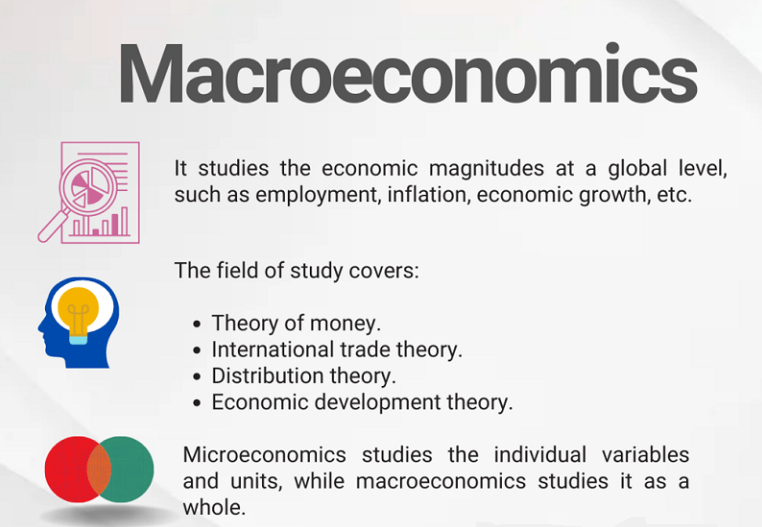 Macroeconomics
It studies the economic magnitudes at a global level,
such as employment, inflation, economic growth, etc.
The field of study covers:
• Theory of money.
• International trade theory.
• Distribution theory.
• Economic development theory.
Microeconomics studies the individual variables
and units, while macroeconomics studies it as a
whole.